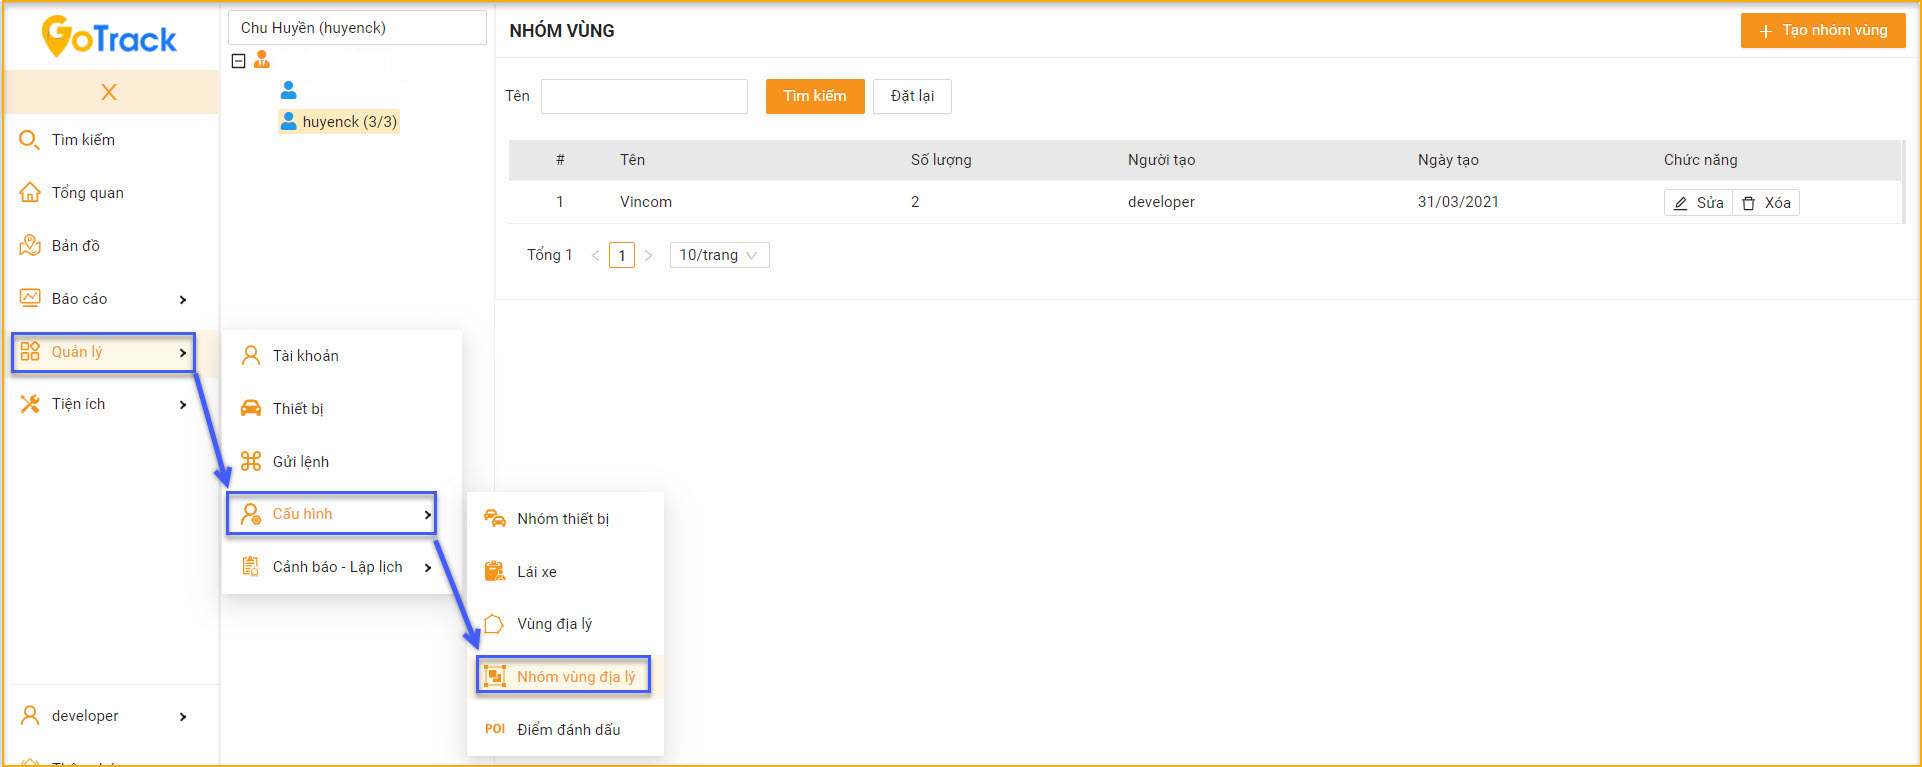 GoTrack
Tìm kiếm
Tổng quan
Bản đồ
Báo cáo
Quản lý
Tiện ích
developer
Chu Huyền (huyenck)
huyenck (3/3)
Tài khoản
Thiết bị
Gửi lệnh
Cấu hình
Cảnh báo - Lập lịch
Nhóm thiết bị
Lái xe
Vùng địa lý
Nhóm vùng địa lý
POI Điểm đánh dấu
NHÓM VÙNG
+ Tạo nhóm vùng
Tên
Tìm kiếm
Đặt lại
# Tên Số lượng Người tạo Ngày tạo Chức năng
1 Vincom 2 developer 31/03/2021 Sửa Xóa
Tổng 1 < 1 > 10/trang